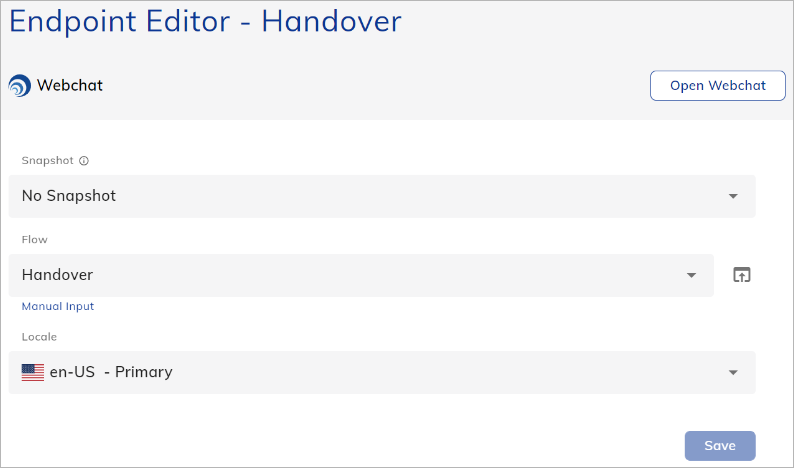 Endpoint Editor - Handover
Webchat
Open Webchat
Snapshot
No Snapshot
Flow
Handover
Manual Input
Locale
en-US - Primary
Save